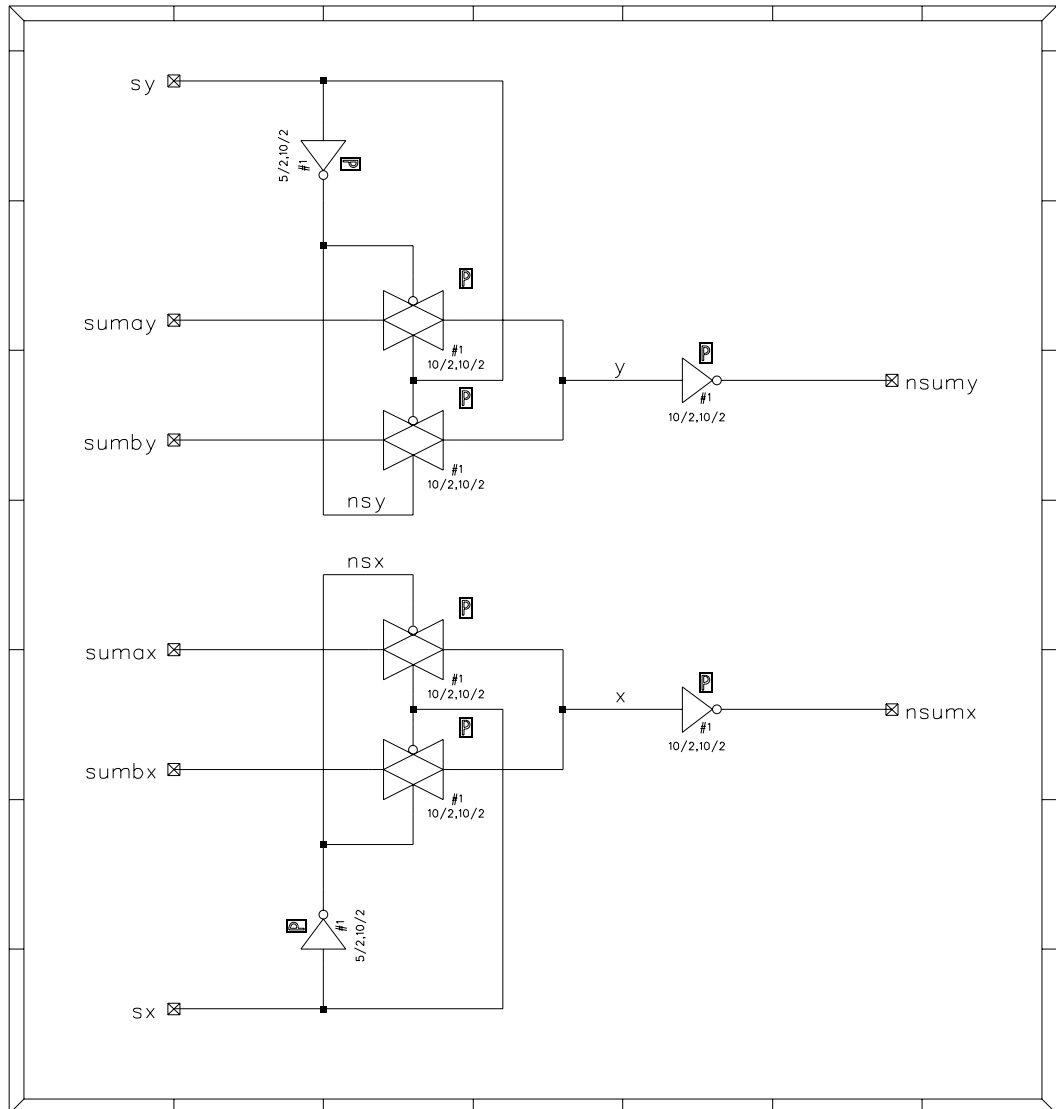 sy
5/2,10/2
#1
P
P
sumay
#1
10/2,10/2
P
y
P
nsumy
#1
10/2,10/2
sumby
#1
10/2,10/2
nsy
nsx
P
sumax
#1
10/2,10/2
P
x
P
nsumx
#1
10/2,10/2
sumbx
#1
10/2,10/2
P
#1
5/2,10/2
sx